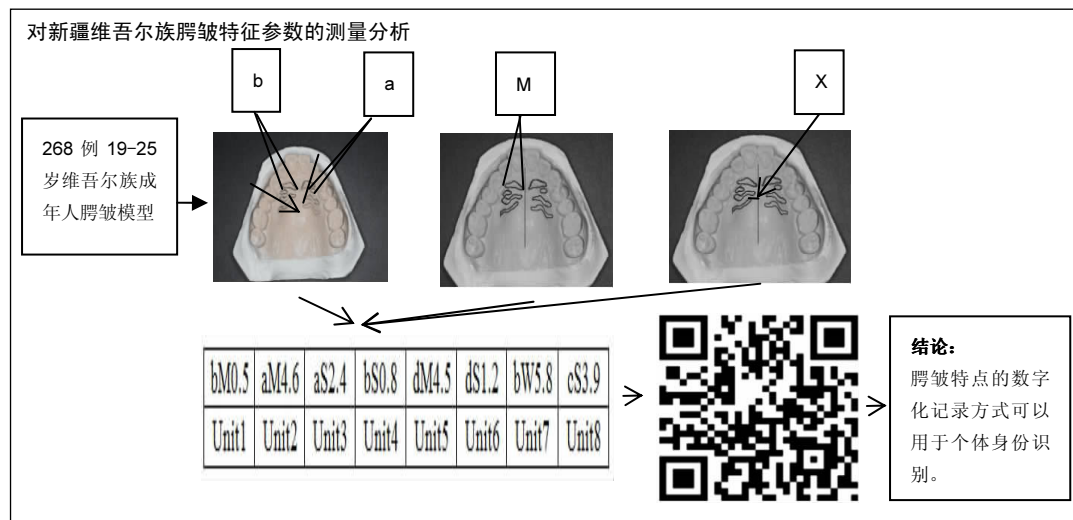 对新疆维吾尔族腭皱特征参数的测量分析
b
a
M
X
268 例 19-25
岁维吾尔族成
年人腭皱模型
bM0.5 aM4.6 aS2.4 bS0.8 dM4.5 dS1.2 bW5.8 cS3.9
Unit1 Unit2 Unit3 Unit4 Unit5 Unit6 Unit7 Unit8
结论：
腭皱特点的数字
化记录方式可以
用于个体身份识
别。